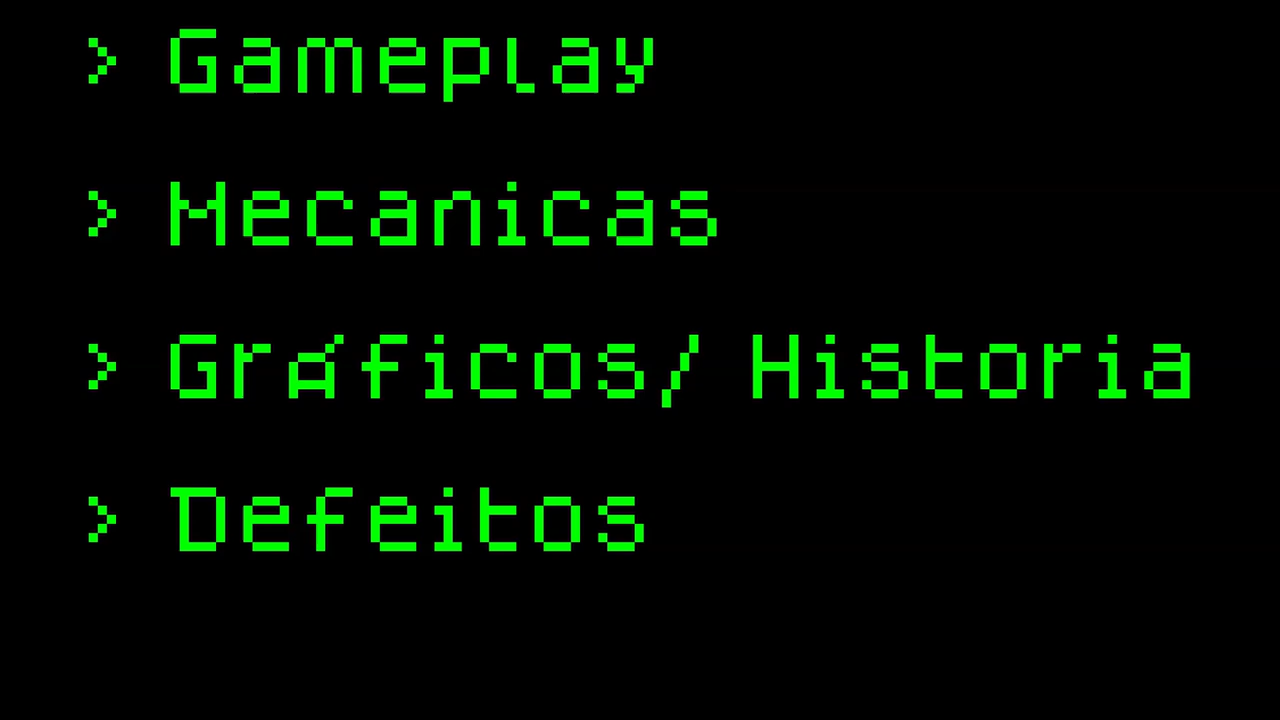 > Gameplay
> Mecanicas
> Gráficos/ Historia
> Defeitos